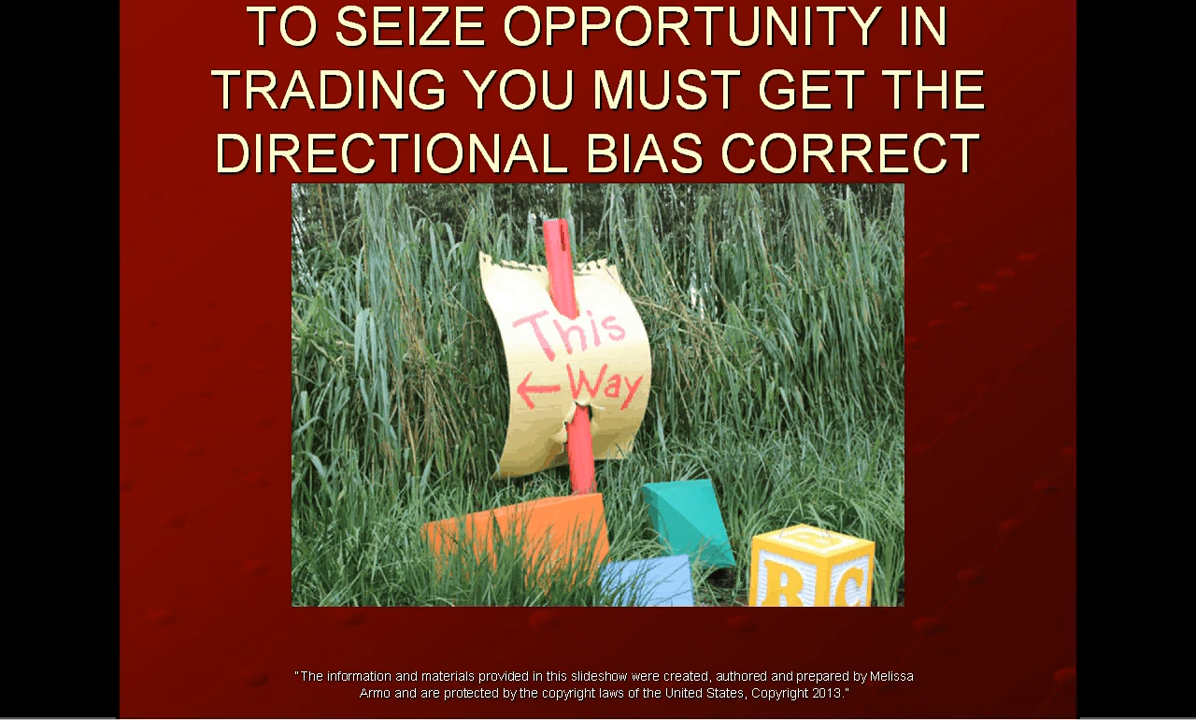 TO SEIZE OPPORTUNITY IN
TRADING YOU MUST GET THE
DIRECTIONAL BIAS CORRECT
This
←Way
B C
"The information and materials provided in this slideshow were created, authored and prepared by Melissa
Armo and are protected by the copyright laws of the United States, Copyright 2013."